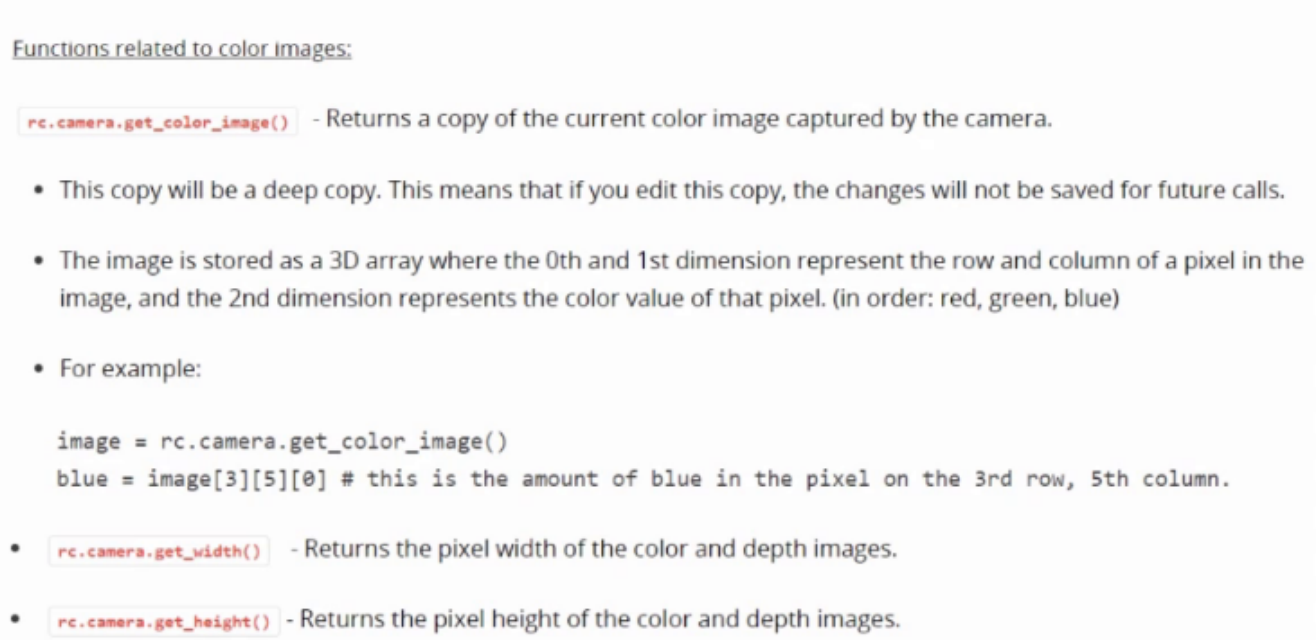 Functions related to color images:
rc.camera.get_color_image() - Returns a copy of the current color image captured by the camera.
• This copy will be a deep copy. This means that if you edit this copy, the changes will not be saved for future calls.
• The image is stored as a 3D array where the 0th and 1st dimension represent the row and column of a pixel in the
image, and the 2nd dimension represents the color value of that pixel. (in order: red, green, blue)
• For example:
image = rc.camera.get_color_image()
blue = image[3][5][0] # this is the amount of blue in the pixel on the 3rd row, 5th column.
• rc.camera.get_width() - Returns the pixel width of the color and depth images.
• rc.camera.get_height() - Returns the pixel height of the color and depth images.